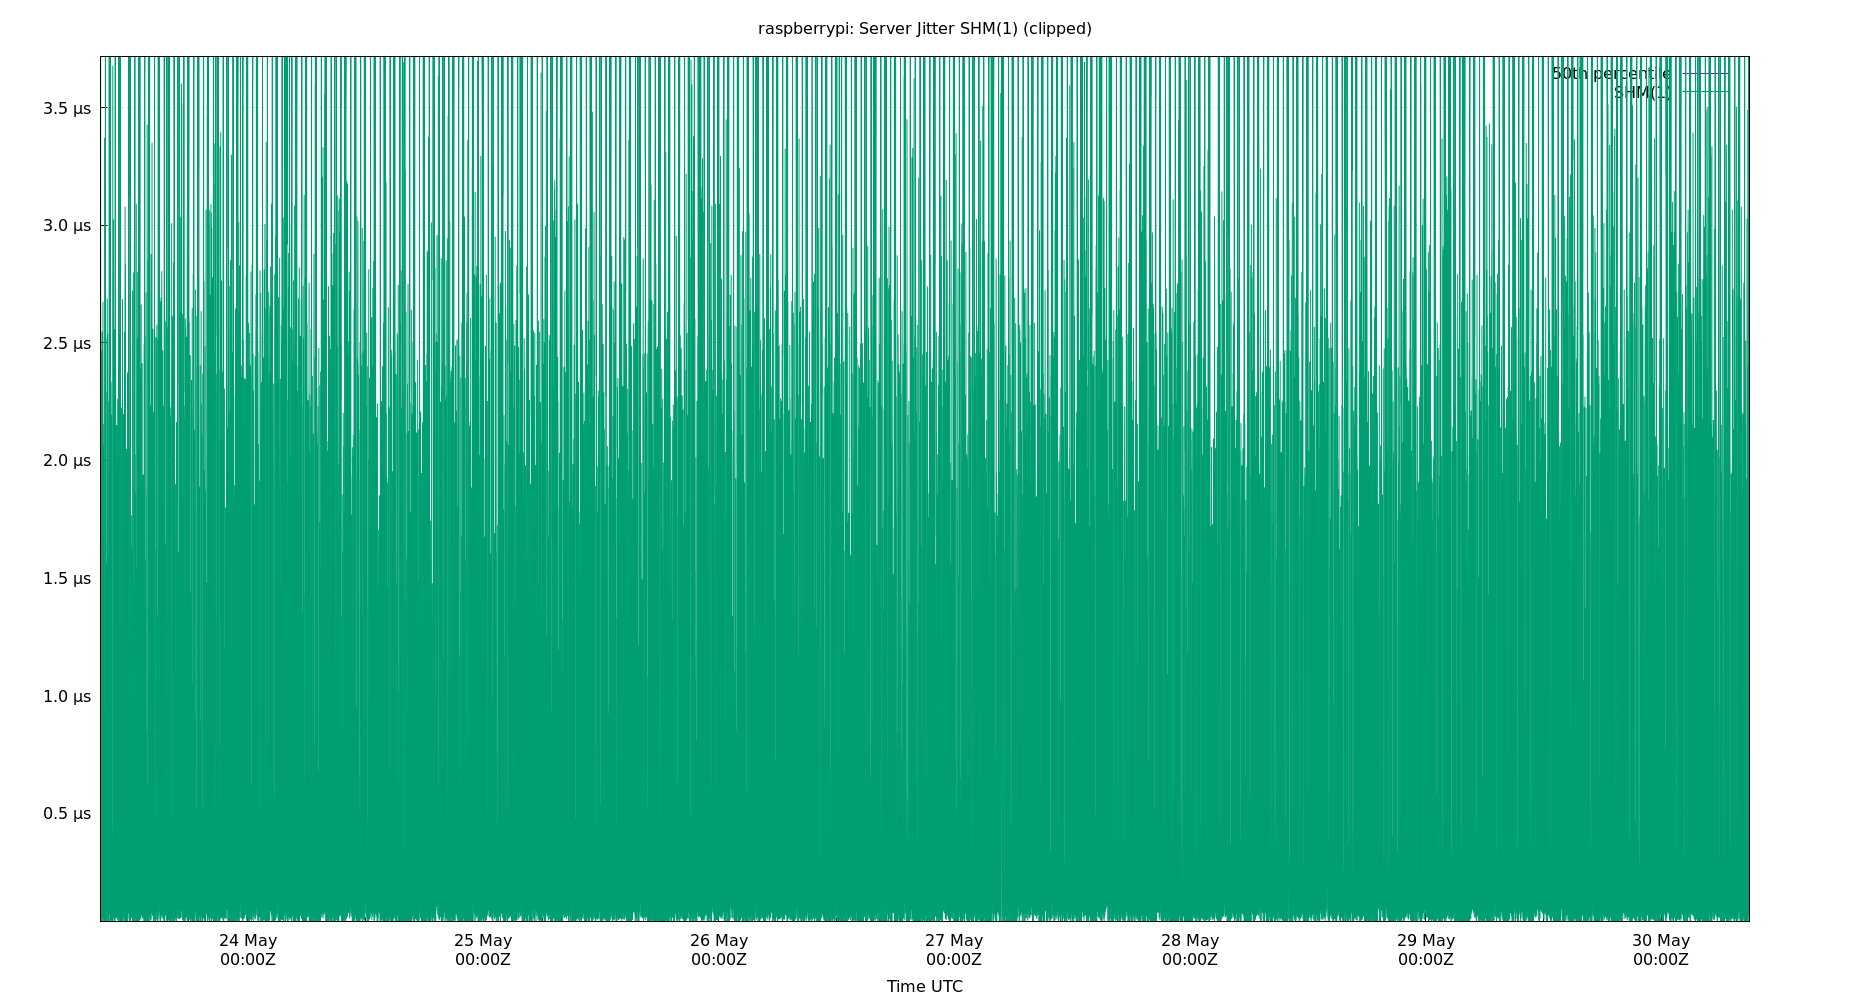 raspberrypi: Server Jitter SHM(1) (clipped)
50th percentile
SHM(1)
3.5 µs
3.0 µs
2.5 µs
2.0 µs
1.5 µs
1.0 µs
0.5 µs
24 May 25 May 26 May 27 May 28 May 29 May 30 May
00:00Z 00:00Z 00:00Z 00:00Z 00:00Z 00:00Z 00:00Z
Time UTC